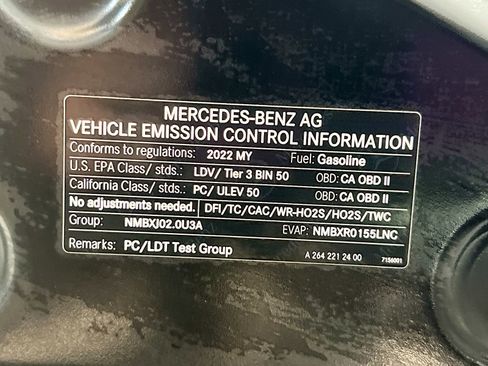 MERCEDES-BENZ AG
VEHICLE EMISSION CONTROL INFORMATION
Conforms to regulations: 2022 MY Fuel: Gasoline
U.S. EPA Class/ stds.: LDV/ Tier 3 BIN 50 OBD: CA OBD II
California Class/ stds.: PC/ ULEV 50 OBD: CA OBD II
No adjustments needed. DFI/TC/CAC/WR-HO2S/HO2S/TWC
Group: NMBXJ02.0U3A EVAP: NMBXR0155LNC
Remarks: PC/LDT Test Group A 264 221 24 00 7156001